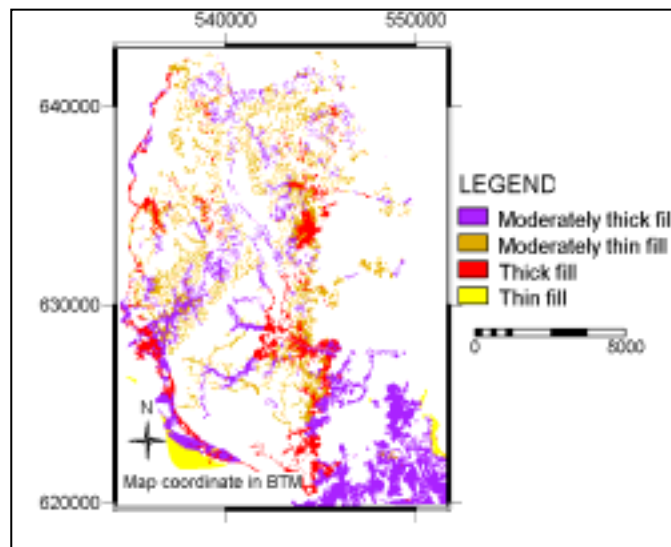 540000 550000
640000
630000
620000
LEGEND
Moderately thick fil
Moderately thin fill
Thick fill
Thin fill
0 5000
N
Map coordinate in BTM